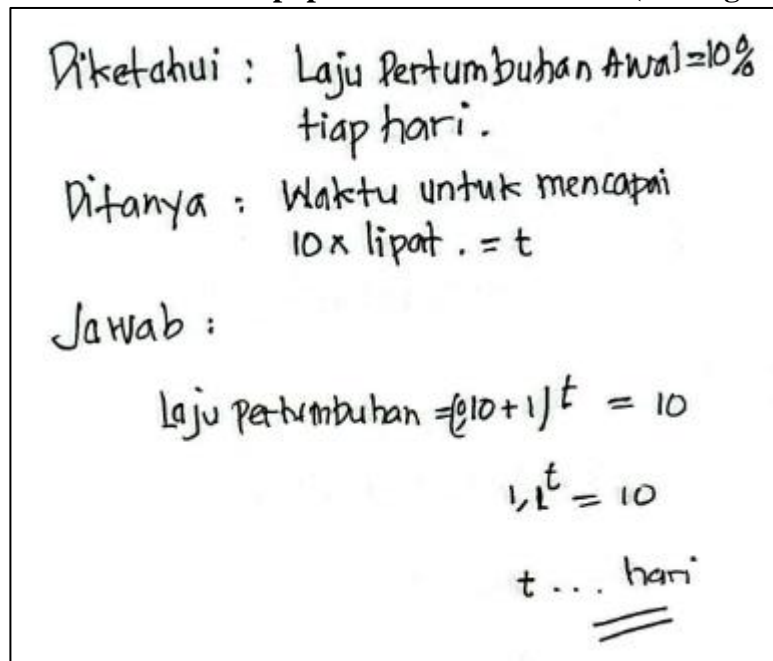 Diketahui : Laju Pertumbuhan Awal=10%
tiap hari.
Ditanya : Waktu untuk mencapai
10x lipat . = t
Jawab :
Laju Pertumbuhan =(0,10+1)^t = 10
1,1^t = 10
t ... hari